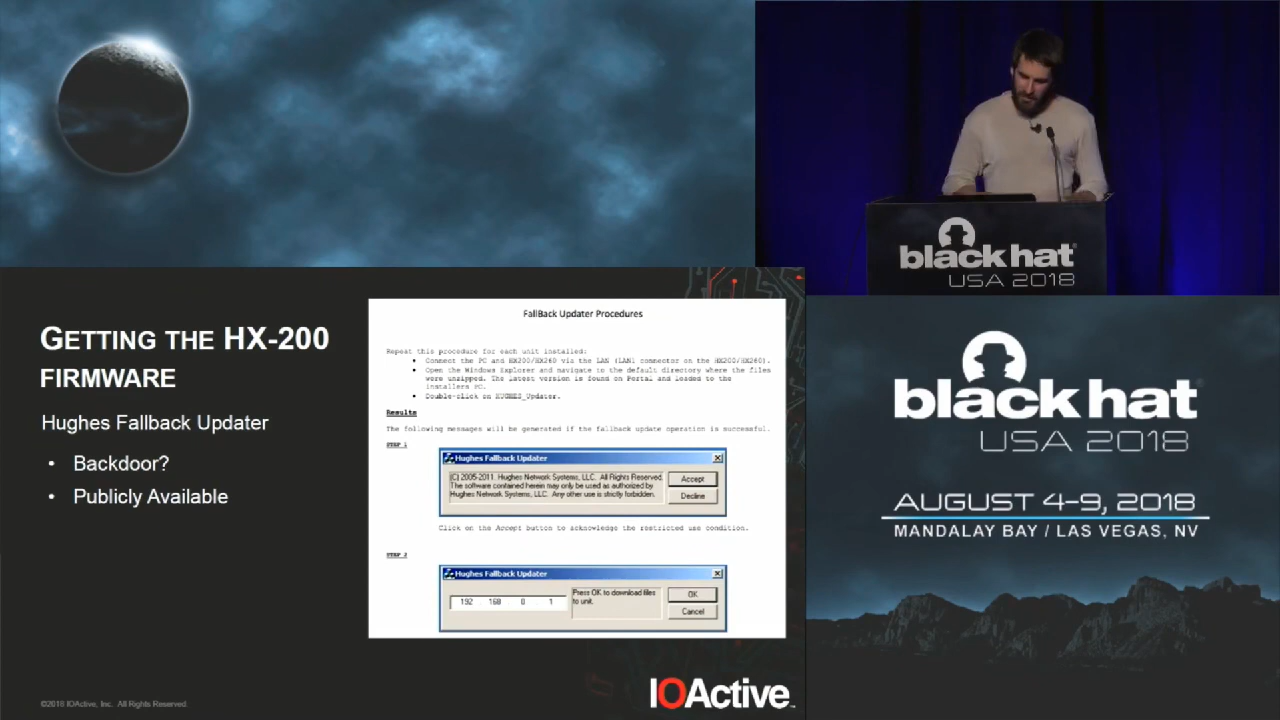 GETTING THE HX-200
FIRMWARE
Hughes Fallback Updater
• Backdoor?
• Publicly Available
FallBack Updater Procedures
Repeat this procedure for each unit installed:
• Connect the PC and HX200/HX260 via the LAN (LAN1 connector on the HX200/HX260).
• Open the Windows Explorer and navigate to the default directory where the files
were unzipped. The latest version is found on Portal and loaded to the
installers PC.
• Double-click on HUGHES_Updater.
Results
The following messages will be generated if the fallback update operation is successful.
STEP 1
Hughes Fallback Updater
(C) 2005-2011. Hughes Network Systems, LLC. All Rights Reserved.
The software contained herein may only be used as authorized by
Hughes Network Systems, LLC. Any other use is strictly forbidden.
Accept
Decline
Click on the Accept button to acknowledge the restricted use condition.
STEP 2
Hughes Fallback Updater
192 . 168 . 0 . 1
Press OK to download files
to unit.
OK
Cancel
©2018 IOActive, Inc. All Rights Reserved
IOActive™
black hat®
USA 2018
black hat®
USA 2018
AUGUST 4–9, 2018
MANDALAY BAY / LAS VEGAS, NV